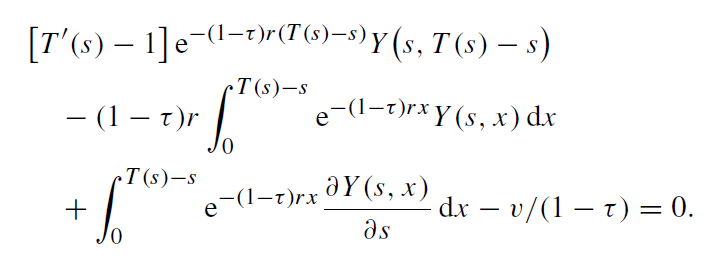 [T′(s) − 1] e^{−(1−τ)r(T(s)−s)} Y(s, T(s) − s)
− (1 − τ)r ∫_0^{T(s)−s} e^{−(1−τ)rx} Y(s, x) dx
+ ∫_0^{T(s)−s} e^{−(1−τ)rx} ∂Y(s, x)/∂s dx − v/(1 − τ) = 0.